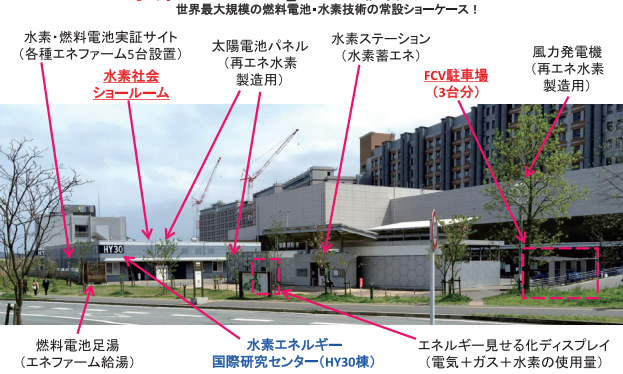 世界最大規模の燃料電池・水素技術の常設ショーケース！
水素・燃料電池実証サイト
（各種エネファーム5台設置）
水素社会
ショールーム
太陽電池パネル
（再エネ水素
製造用）
水素ステーション
（水素蓄エネ）
FCV駐車場
（3台分）
風力発電機
（再エネ水素
製造用）
HY30
燃料電池足湯
（エネファーム給湯）
水素エネルギー
国際研究センター（HY30棟）
エネルギー見せる化ディスプレイ
（電気＋ガス＋水素の使用量）